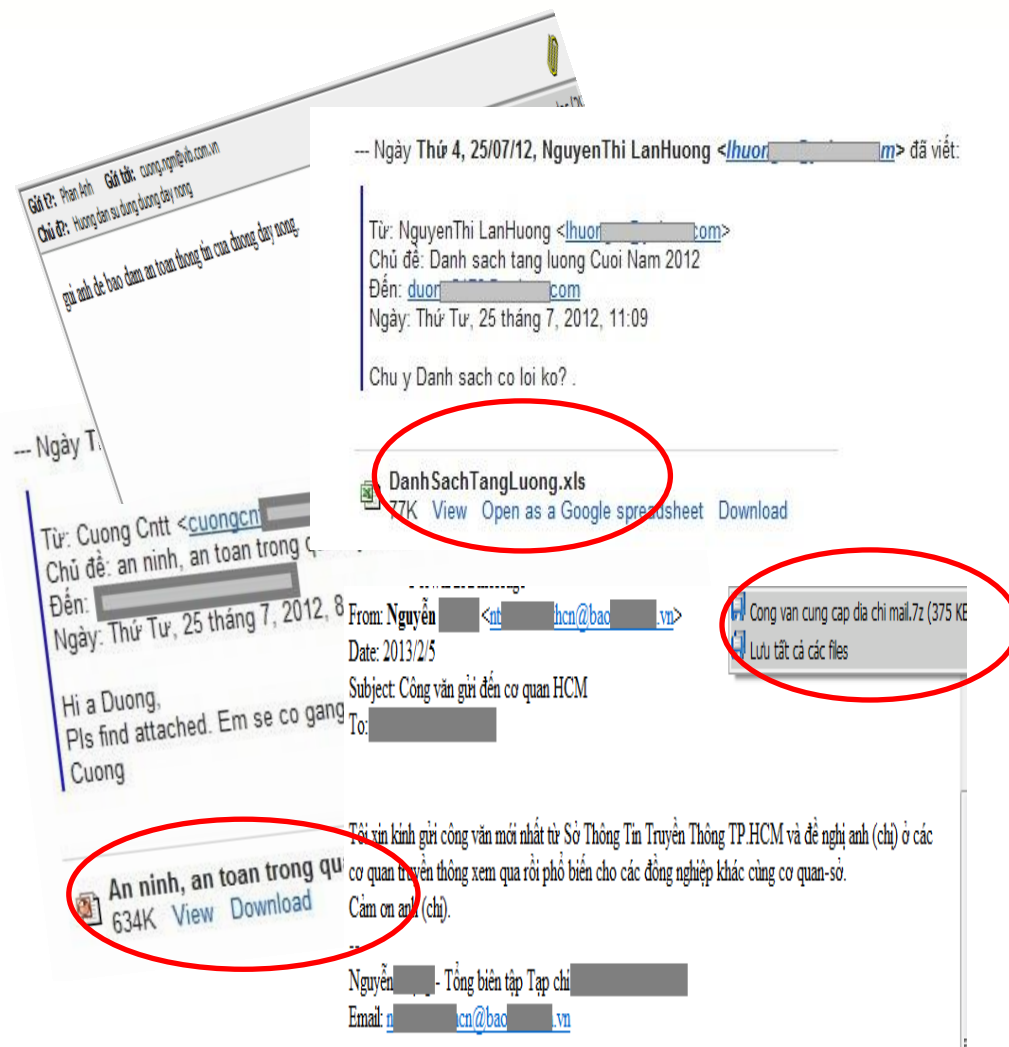 Gửi t?: Phan Anh Gửi tới: cuong.ngm@vib.com.vn
Chủ đ?: Huong dan su dung duong day nong
gui anh de bao dam an toan thong tin cua duong day nong.
--- Ngày Thứ 4, 25/07/12, NguyenThi LanHuong <lhuon m> đã viết:
Từ: NguyenThi LanHuong <lhuor com>
Chủ đề: Danh sach tang luong Cuoi Nam 2012
Đến: duon com
Ngày: Thứ Tư, 25 tháng 7, 2012, 11:09
Chu y Danh sach co loi ko? .
DanhSachTangLuong.xls
77K View Open as a Google spreadsheet Download
--- Ngày T
Từ: Cuong Cntt <cuongcn
Chủ đề: an ninh, an toan trong
Đến:
Ngày: Thứ Tư, 25 tháng 7, 2012, 8
Hi a Duong,
Pls find attached. Em se co gang
Cuong
An ninh, an toan trong qu
634K View Download
From: Nguyễn <nt hcn@bao .vn>
Date: 2013/2/5
Subject: Công văn gửi đến cơ quan HCM
To:
Cong van cung cap dia chi mail.7z (375 KB
Lưu tất cả các files
Tôi xin kính gửi công văn mới nhất từ Sở Thông Tin Truyền Thông TP.HCM và đề nghị anh (chị) ở các
cơ quan truyền thông xem qua rồi phổ biến cho các đồng nghiệp khác cùng cơ quan-sở.
Cảm ơn anh (chị).
--
Nguyễn - Tổng biên tập Tạp chí
Email: n cn@bao .vn